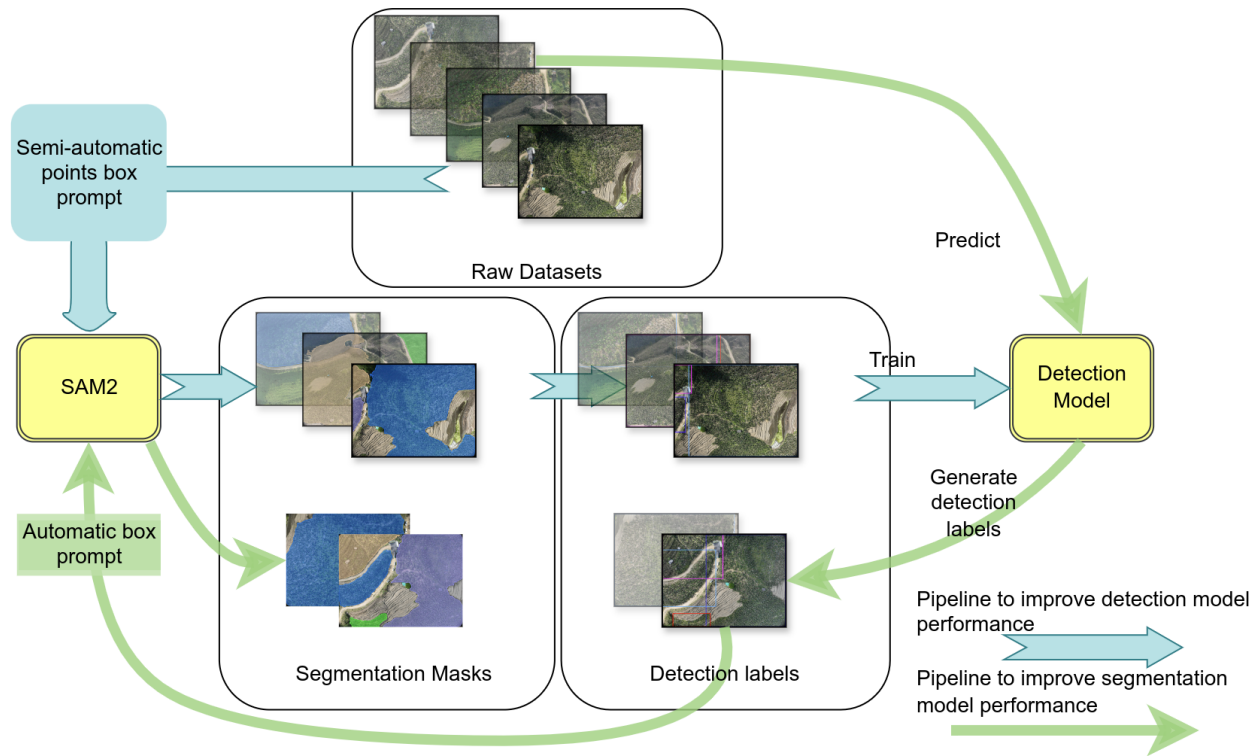 Semi-automatic
points box
prompt
Raw Datasets
Predict
SAM2
Train
Detection
Model
Automatic box
prompt
Generate
detection
labels
Segmentation Masks
Detection labels
Pipeline to improve detection model
performance
Pipeline to improve segmentation
model performance